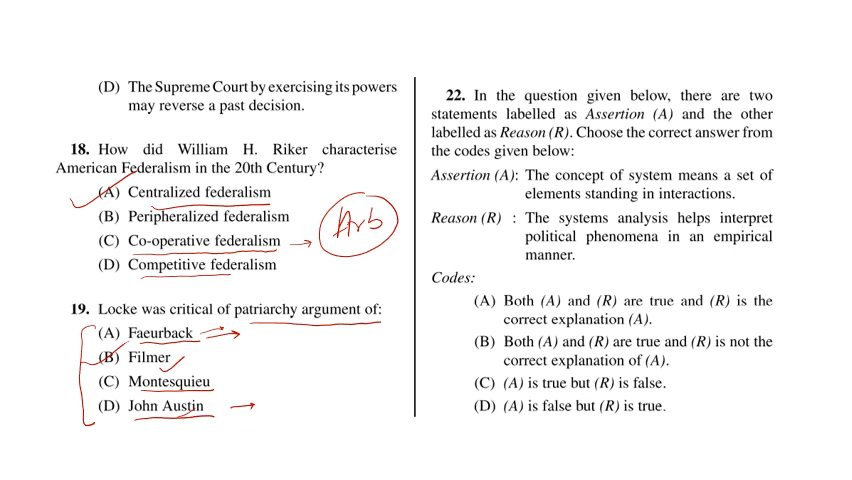 (D) The Supreme Court by exercising its powers
may reverse a past decision.
18. How did William H. Riker characterise
American Federalism in the 20th Century?
(A) Centralized federalism
(B) Peripheralized federalism
(C) Co-operative federalism
(D) Competitive federalism
19. Locke was critical of patriarchy argument of:
(A) Faeurback
(B) Filmer
(C) Montesquieu
(D) John Austin
22. In the question given below, there are two
statements labelled as Assertion (A) and the other
labelled as Reason (R). Choose the correct answer from
the codes given below:
Assertion (A): The concept of system means a set of
elements standing in interactions.
Reason (R) : The systems analysis helps interpret
political phenomena in an empirical
manner.
Codes:
(A) Both (A) and (R) are true and (R) is the
correct explanation (A).
(B) Both (A) and (R) are true and (R) is not the
correct explanation of (A).
(C) (A) is true but (R) is false.
(D) (A) is false but (R) is true.